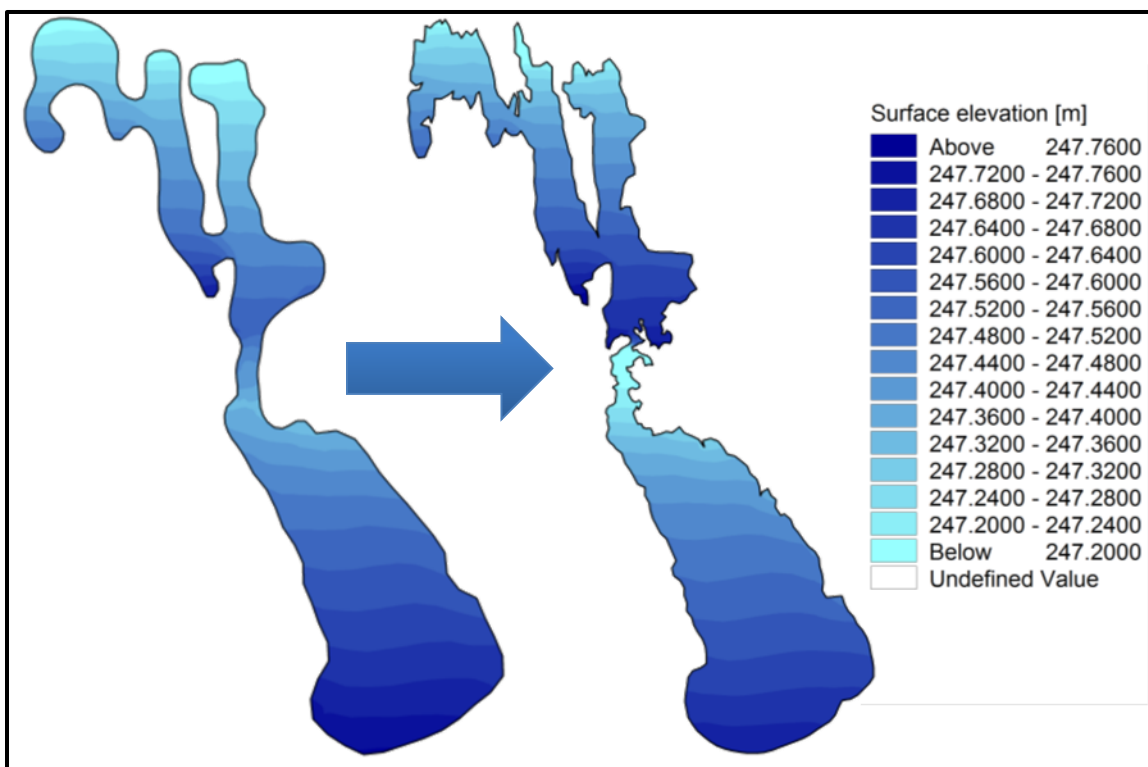 Surface elevation [m]
Above 247.7600
247.7200 - 247.7600
247.6800 - 247.7200
247.6400 - 247.6800
247.6000 - 247.6400
247.5600 - 247.6000
247.5200 - 247.5600
247.4800 - 247.5200
247.4400 - 247.4800
247.4000 - 247.4400
247.3600 - 247.4000
247.3200 - 247.3600
247.2800 - 247.3200
247.2400 - 247.2800
247.2000 - 247.2400
Below 247.2000
Undefined Value